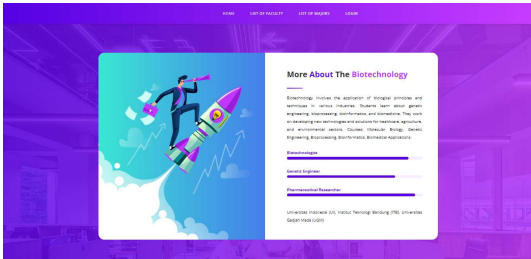 HOME LIST OF FACULTY LIST OF MAJORS LOGIN
More About The Biotechnology
Biotechnology involves the application of biological principles and
techniques in various industries. Students learn about genetic
engineering, bioprocessing, bioinformatics, and biomedicine. They work
on developing new technologies and solutions for healthcare, agriculture,
and environmental sectors. Courses: Molecular Biology, Genetic
Engineering, Bioprocessing, Bioinformatics, Biomedical Applications.
Biotechnologist
Genetic Engineer
Pharmaceutical Researcher
Universitas Indonesia (UI), Institut Teknologi Bandung (ITB), Universitas
Gadjah Mada (UGM)